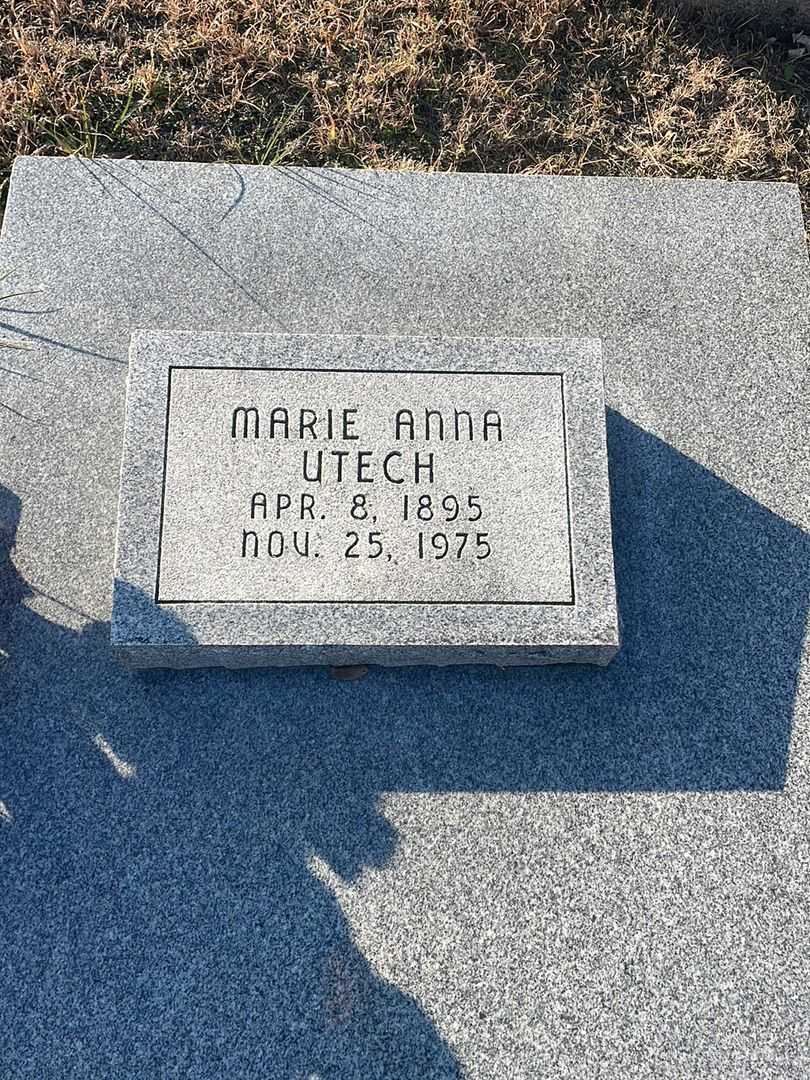 MARIE ANNA
UTECH
APR. 8, 1895
NOV. 25, 1975